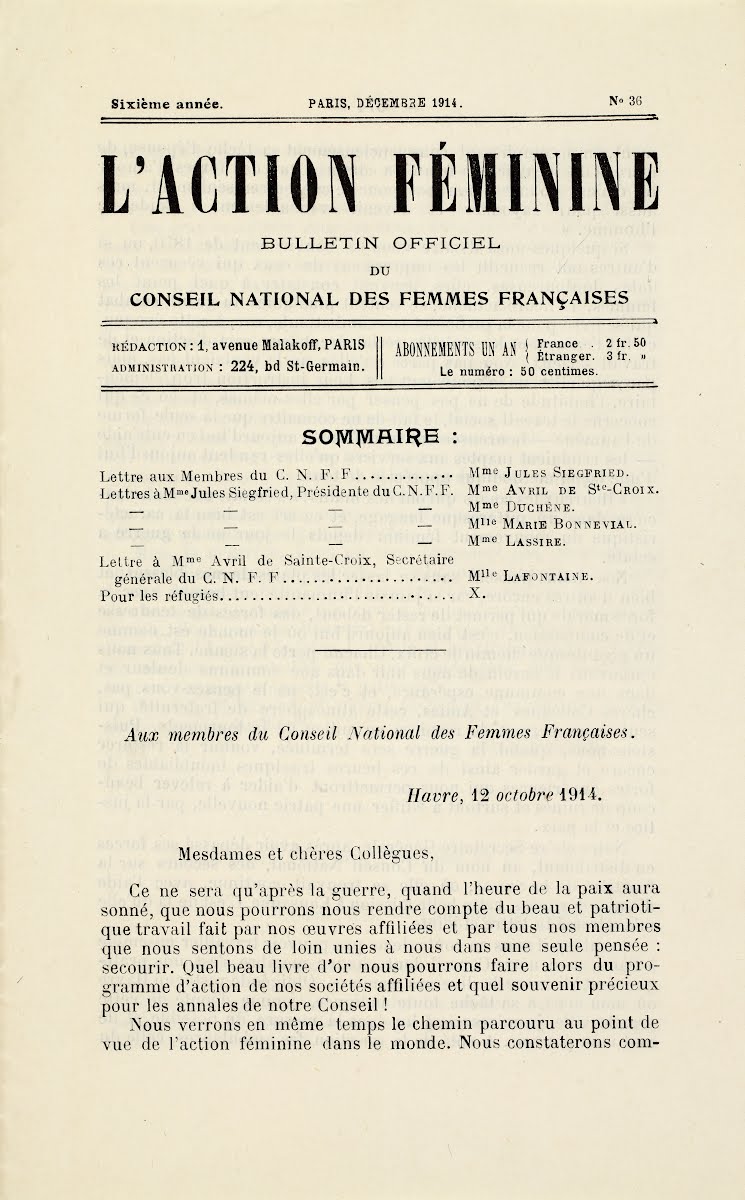 Sixième année. PARIS, DÉCEMBRE 1914. No 36
L'ACTION FÉMININE
BULLETIN OFFICIEL
DU
CONSEIL NATIONAL DES FEMMES FRANÇAISES
RÉDACTION : 1, avenue Malakoff, PARIS
ADMINISTRATION : 224, bd St-Germain.
ABONNEMENTS UN AN { France . 2 fr. 50
Étranger. 3 fr. »
Le numéro : 50 centimes.
SOMMAIRE :
Lettre aux Membres du C. N. F. F............. Mme JULES SIEGFRIED.
Lettres à Mme Jules Siegfried, Présidente du C. N. F. F. Mme AVRIL DE Ste-CROIX.
— — — — Mme DUCHÊNE.
— — — — Mlle MARIE BONNEVIAL.
— — — — Mme LASSIRE.
Lettre à Mme Avril de Sainte-Croix, Secrétaire
générale du C. N. F. F...................... Mlle LAFONTAINE.
Pour les réfugiés.............................. X.
Aux membres du Conseil National des Femmes Françaises.
Havre, 12 octobre 1914.
Mesdames et chères Collègues,
Ce ne sera qu'après la guerre, quand l'heure de la paix aura
sonné, que nous pourrons nous rendre compte du beau et patrioti-
que travail fait par nos œuvres affiliées et par tous nos membres
que nous sentons de loin unies à nous dans une seule pensée :
secourir. Quel beau livre d'or nous pourrons faire alors du pro-
gramme d'action de nos sociétés affiliées et quel souvenir précieux
pour les annales de notre Conseil !
Nous verrons en même temps le chemin parcouru au point de
vue de l'action féminine dans le monde. Nous constaterons com-